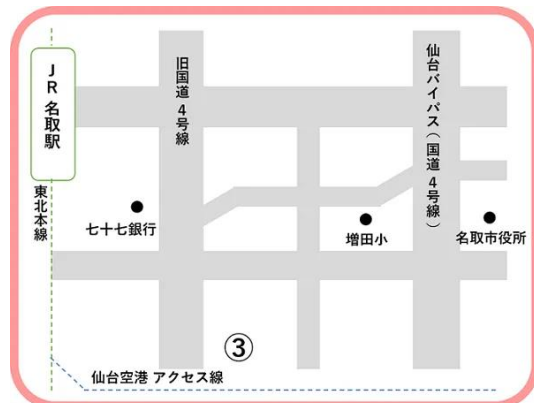 JR 名取駅
東北本線
旧国道 4号線
仙台バイパス(国道 4号線)
七十七銀行
増田小
名取市役所
③
仙台空港 アクセス線